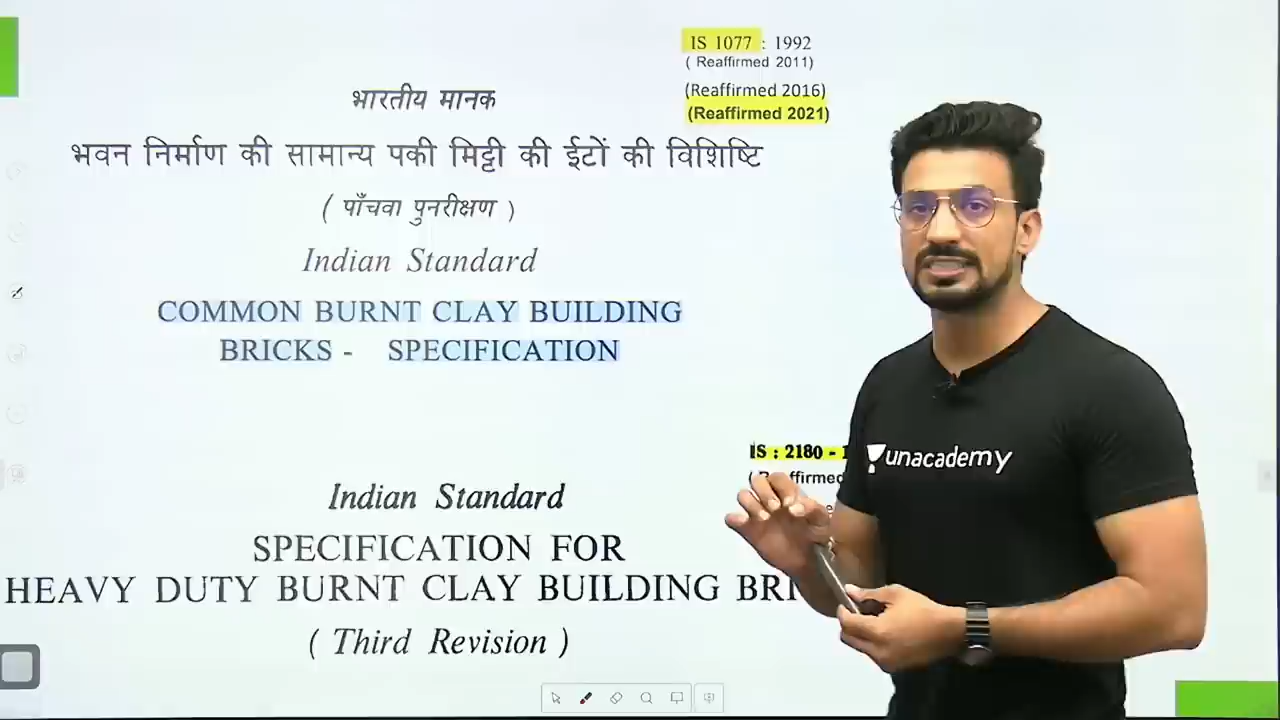 IS 1077 : 1992
( Reaffirmed 2011)
(Reaffirmed 2016)
(Reaffirmed 2021)
भारतीय मानक
भवन निर्माण की सामान्य पकी मिट्टी की ईटों की विशिष्टि
( पाँचवा पुनरीक्षण )
Indian Standard
COMMON BURNT CLAY BUILDING
BRICKS - SPECIFICATION
IS : 2180 -
Indian Standard
SPECIFICATION FOR
HEAVY DUTY BURNT CLAY BUILDING
( Third Revision )
unacademy